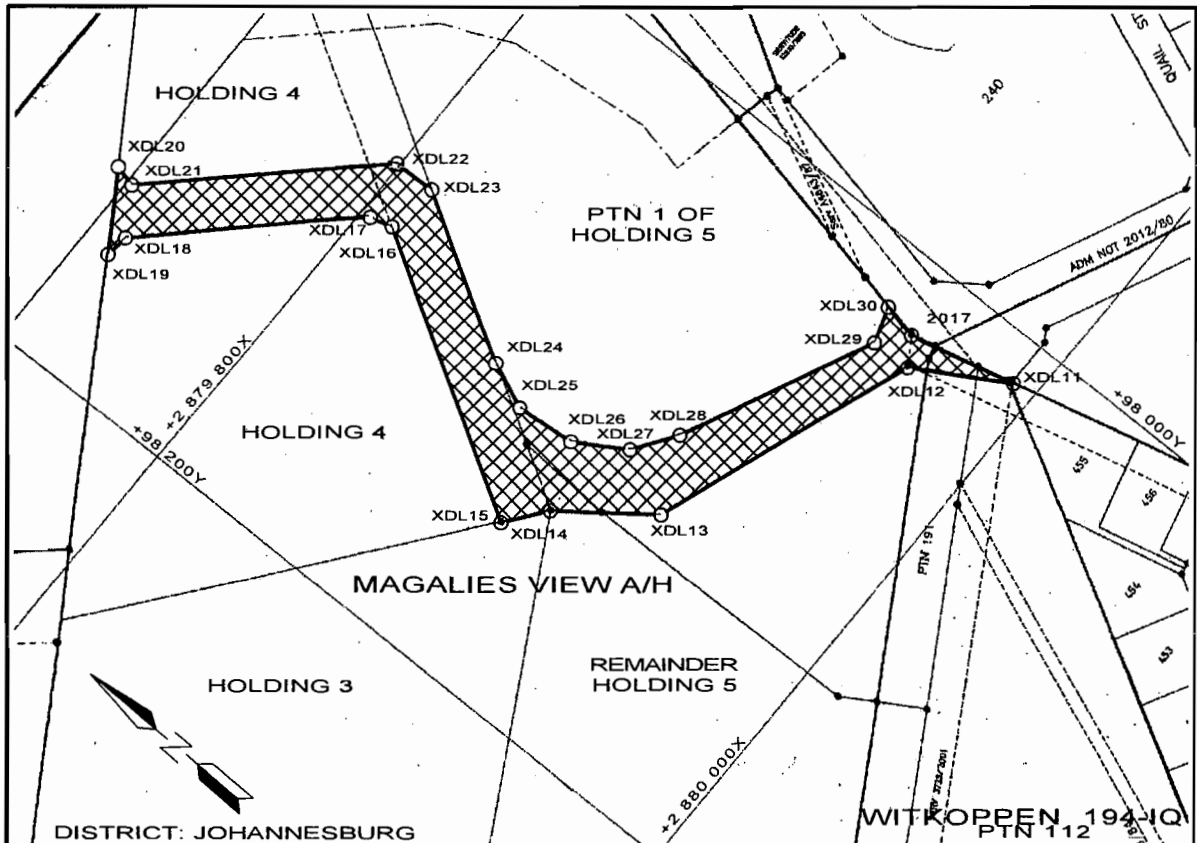 HOLDING 4
240
QUAIL ST
XDL20
XDL21
XDL22
XDL23
PTN 1 OF
HOLDING 5
ADM NOT 2012/80
XDL17
XDL18
XDL16
XDL19
XDL30
2017
XDL29
XDL24
XDL11
XDL12
+2 879 800X
XDL25
+98 000Y
+98 200Y
HOLDING 4
XDL26
XDL27
XDL28
455
456
XDL15
XDL14
XDL13
PTN 191
454
MAGALIES VIEW A/H
453
REMAINDER
HOLDING 5
HOLDING 3
N
+2 880 000X
WITKOPPEN 194-IQ
PTN 112
DISTRICT: JOHANNESBURG